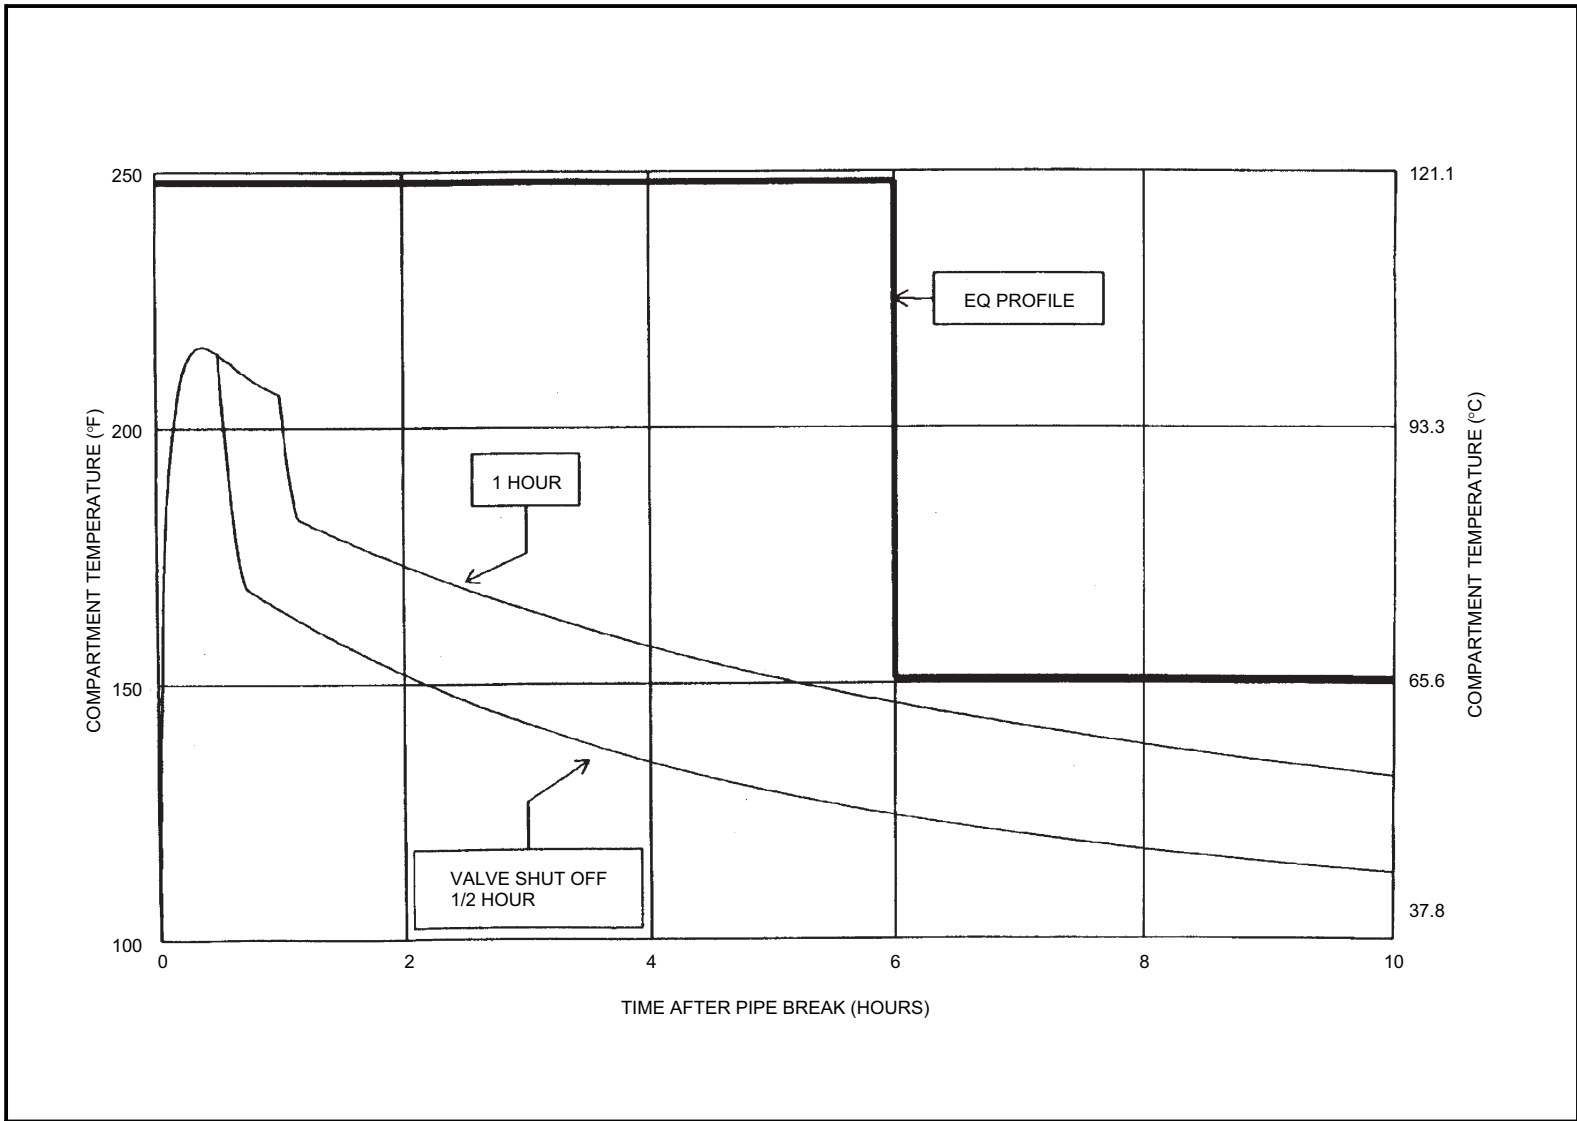 250
121.1
EQ PROFILE
COMPARTMENT TEMPERATURE (°F)
200
93.3
COMPARTMENT TEMPERATURE (°C)
1 HOUR
150
65.6
VALVE SHUT OFF
1/2 HOUR
37.8
100
0
2
4
6
8
10
TIME AFTER PIPE BREAK (HOURS)